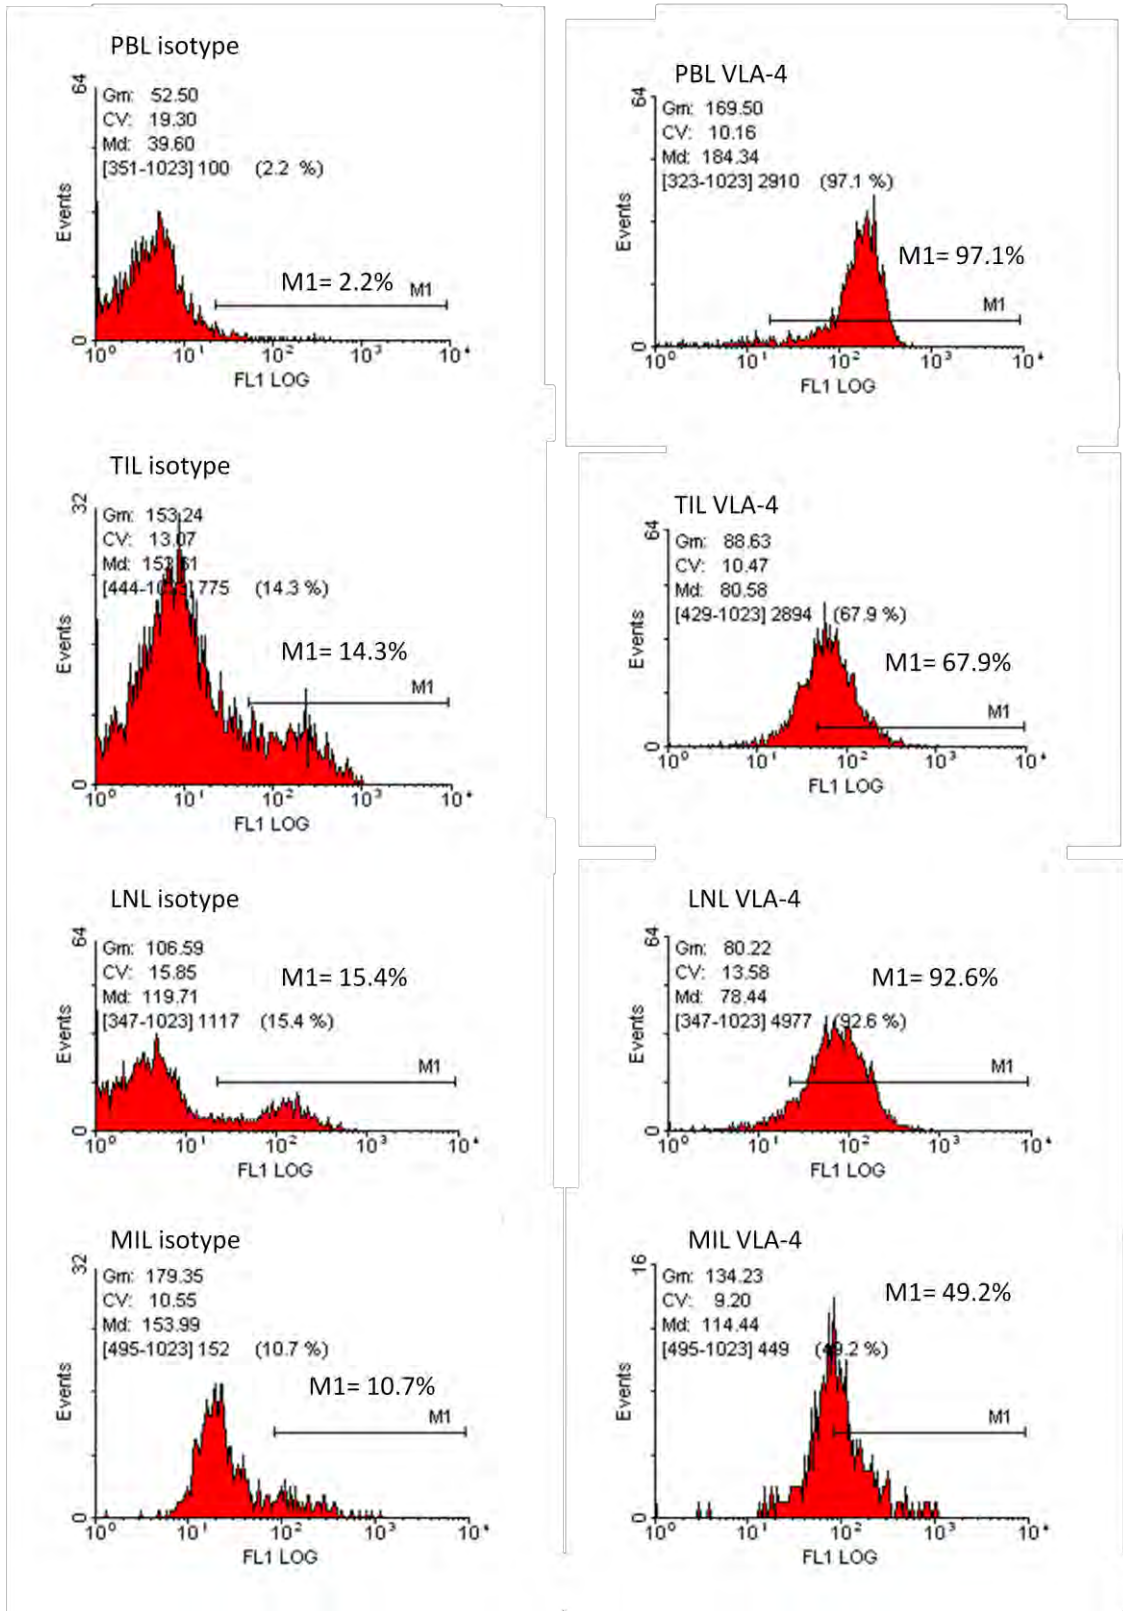 PBL isotype
64
Gm: 52.50
CV: 19.30
Md: 39.60
[351-1023] 100 (2.2 %)
Events
M1= 2.2%
M1
0
10⁰ 10¹ 10² 10³ 10⁴
FL1 LOG
PBL VLA-4
64
Gm: 169.50
CV: 10.16
Md: 184.34
[323-1023] 2910 (97.1 %)
Events
M1= 97.1%
M1
0
10⁰ 10¹ 10² 10³ 10⁴
FL1 LOG
TIL isotype
32
Gm: 153.24
CV: 13.07
Md: 
775 (14.3 %)
Events
M1= 14.3%
M1
0
10⁰ 10¹ 10² 10³ 10⁴
FL1 LOG
TIL VLA-4
64
Gm: 88.63
CV: 10.47
Md: 80.58
[429-1023] 2894 (67.9 %)
Events
M1= 67.9%
M1
0
10⁰ 10¹ 10² 10³ 10⁴
FL1 LOG
LNL isotype
64
Gm: 106.59
CV: 15.85
Md: 119.71
[347-1023] 1117 (15.4 %)
Events
M1= 15.4%
M1
0
10⁰ 10¹ 10² 10³ 10⁴
FL1 LOG
LNL VLA-4
64
Gm: 80.22
CV: 13.58
Md: 78.44
[347-1023] 4977 (92.6 %)
Events
M1= 92.6%
M1
0
10⁰ 10¹ 10² 10³ 10⁴
FL1 LOG
MIL isotype
32
Gm: 179.35
CV: 10.55
Md: 153.99
[495-1023] 152 (10.7 %)
Events
M1= 10.7%
M1
0
10⁰ 10¹ 10² 10³ 10⁴
FL1 LOG
MIL VLA-4
16
Gm: 134.23
CV: 9.20
Md: 114.44
[495-1023] 449 (49.2 %)
Events
M1= 49.2%
M1
0
10⁰ 10¹ 10² 10³ 10⁴
FL1 LOG